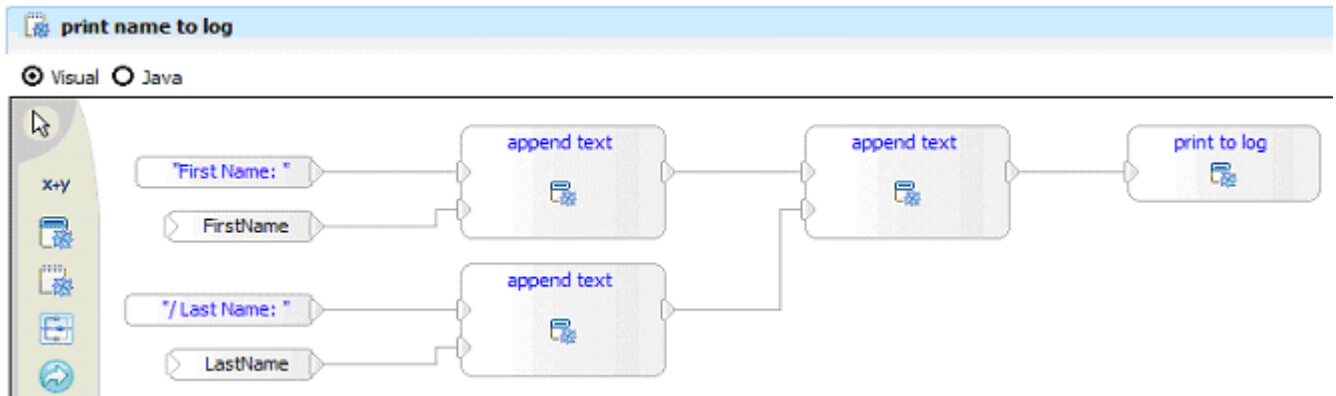 print name to log
Visual Java
x+y
append text append text print to log
"First Name: "
FirstName
append text
"/ Last Name: "
LastName